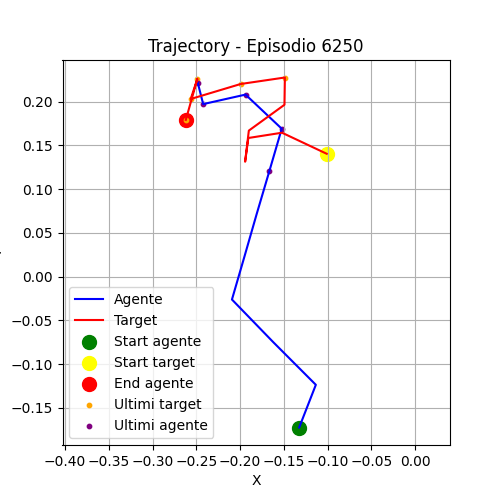 Trajectory - Episodio 6250
0.20
0.15
0.10
0.05
0.00
−0.05
−0.10
−0.15
Agente
Target
Start agente
Start target
End agente
Ultimi target
Ultimi agente
−0.40 −0.35 −0.30 −0.25 −0.20 −0.15 −0.10 −0.05 0.00
X